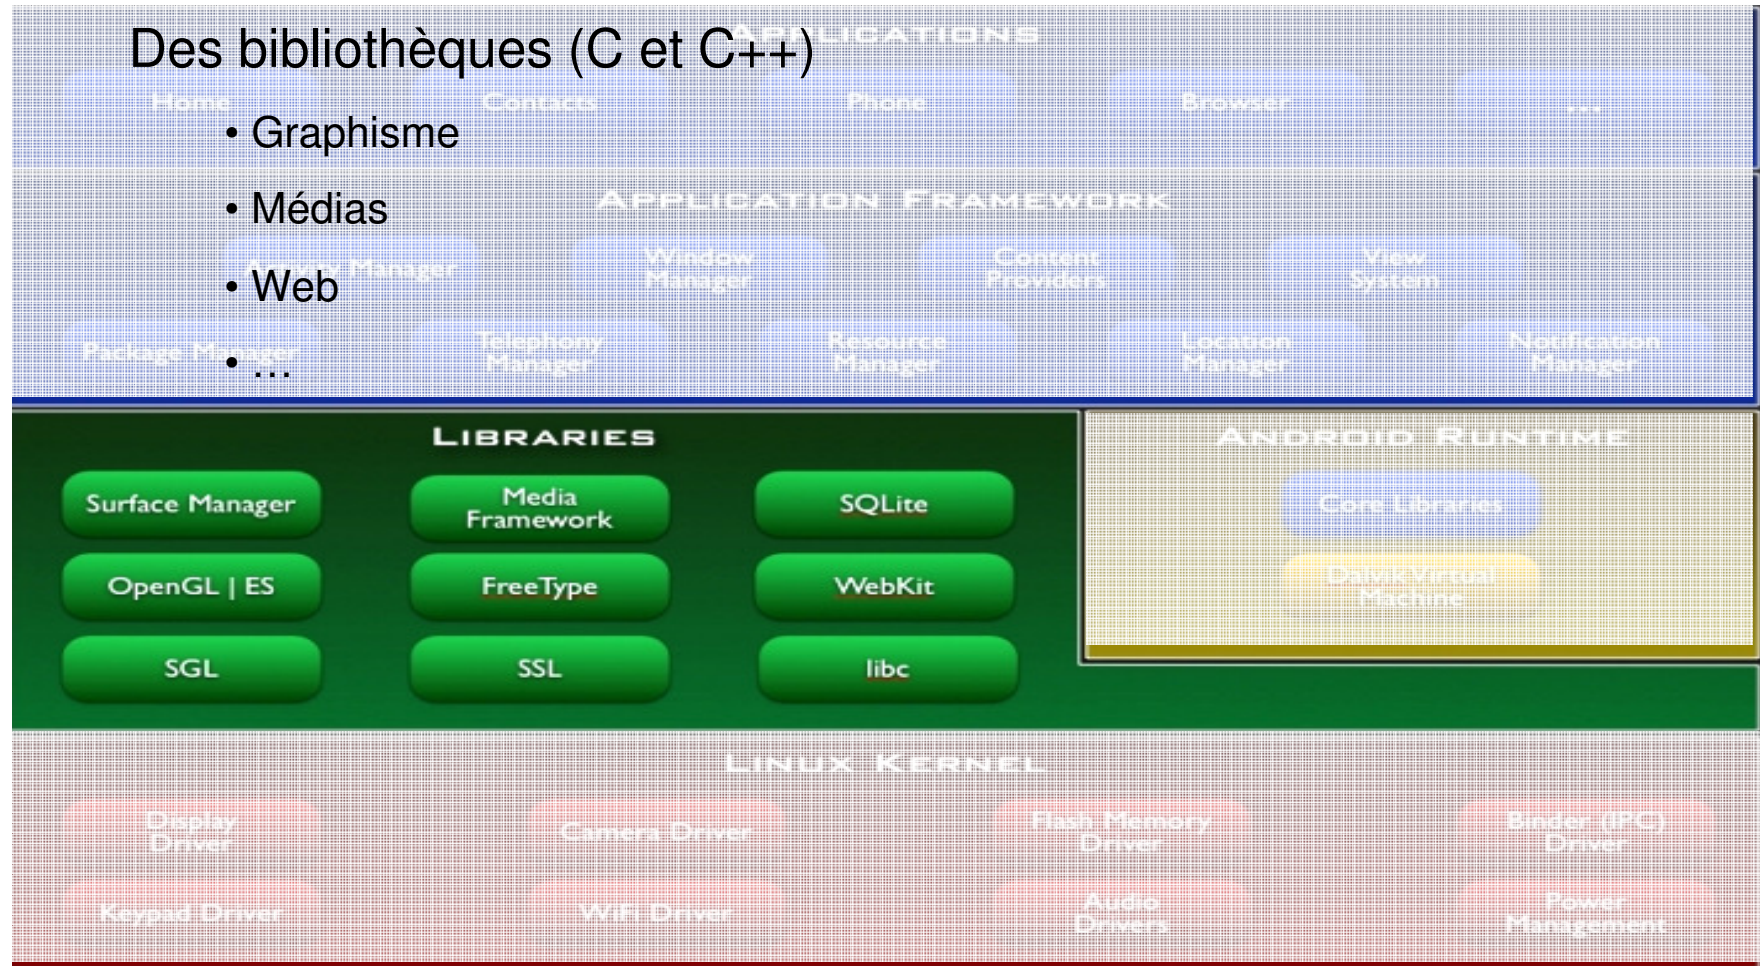 Des bibliothèques (C et C++)
• Graphisme
• Médias
• Web
• …
APPLICATIONS
Home
Contacts
Phone
Browser
...
APPLICATION FRAMEWORK
Activity Manager
Window
Manager
Content
Providers
View
System
Package Manager
Telephony
Manager
Resource
Manager
Location
Manager
Notification
Manager
LIBRARIES
Surface Manager
Media
Framework
SQLite
OpenGL | ES
FreeType
WebKit
SGL
SSL
libc
ANDROID RUNTIME
Core Libraries
Dalvik Virtual
Machine
LINUX KERNEL
Display
Driver
Camera Driver
Flash Memory
Driver
Binder (IPC)
Driver
Keypad Driver
WiFi Driver
Audio
Drivers
Power
Management